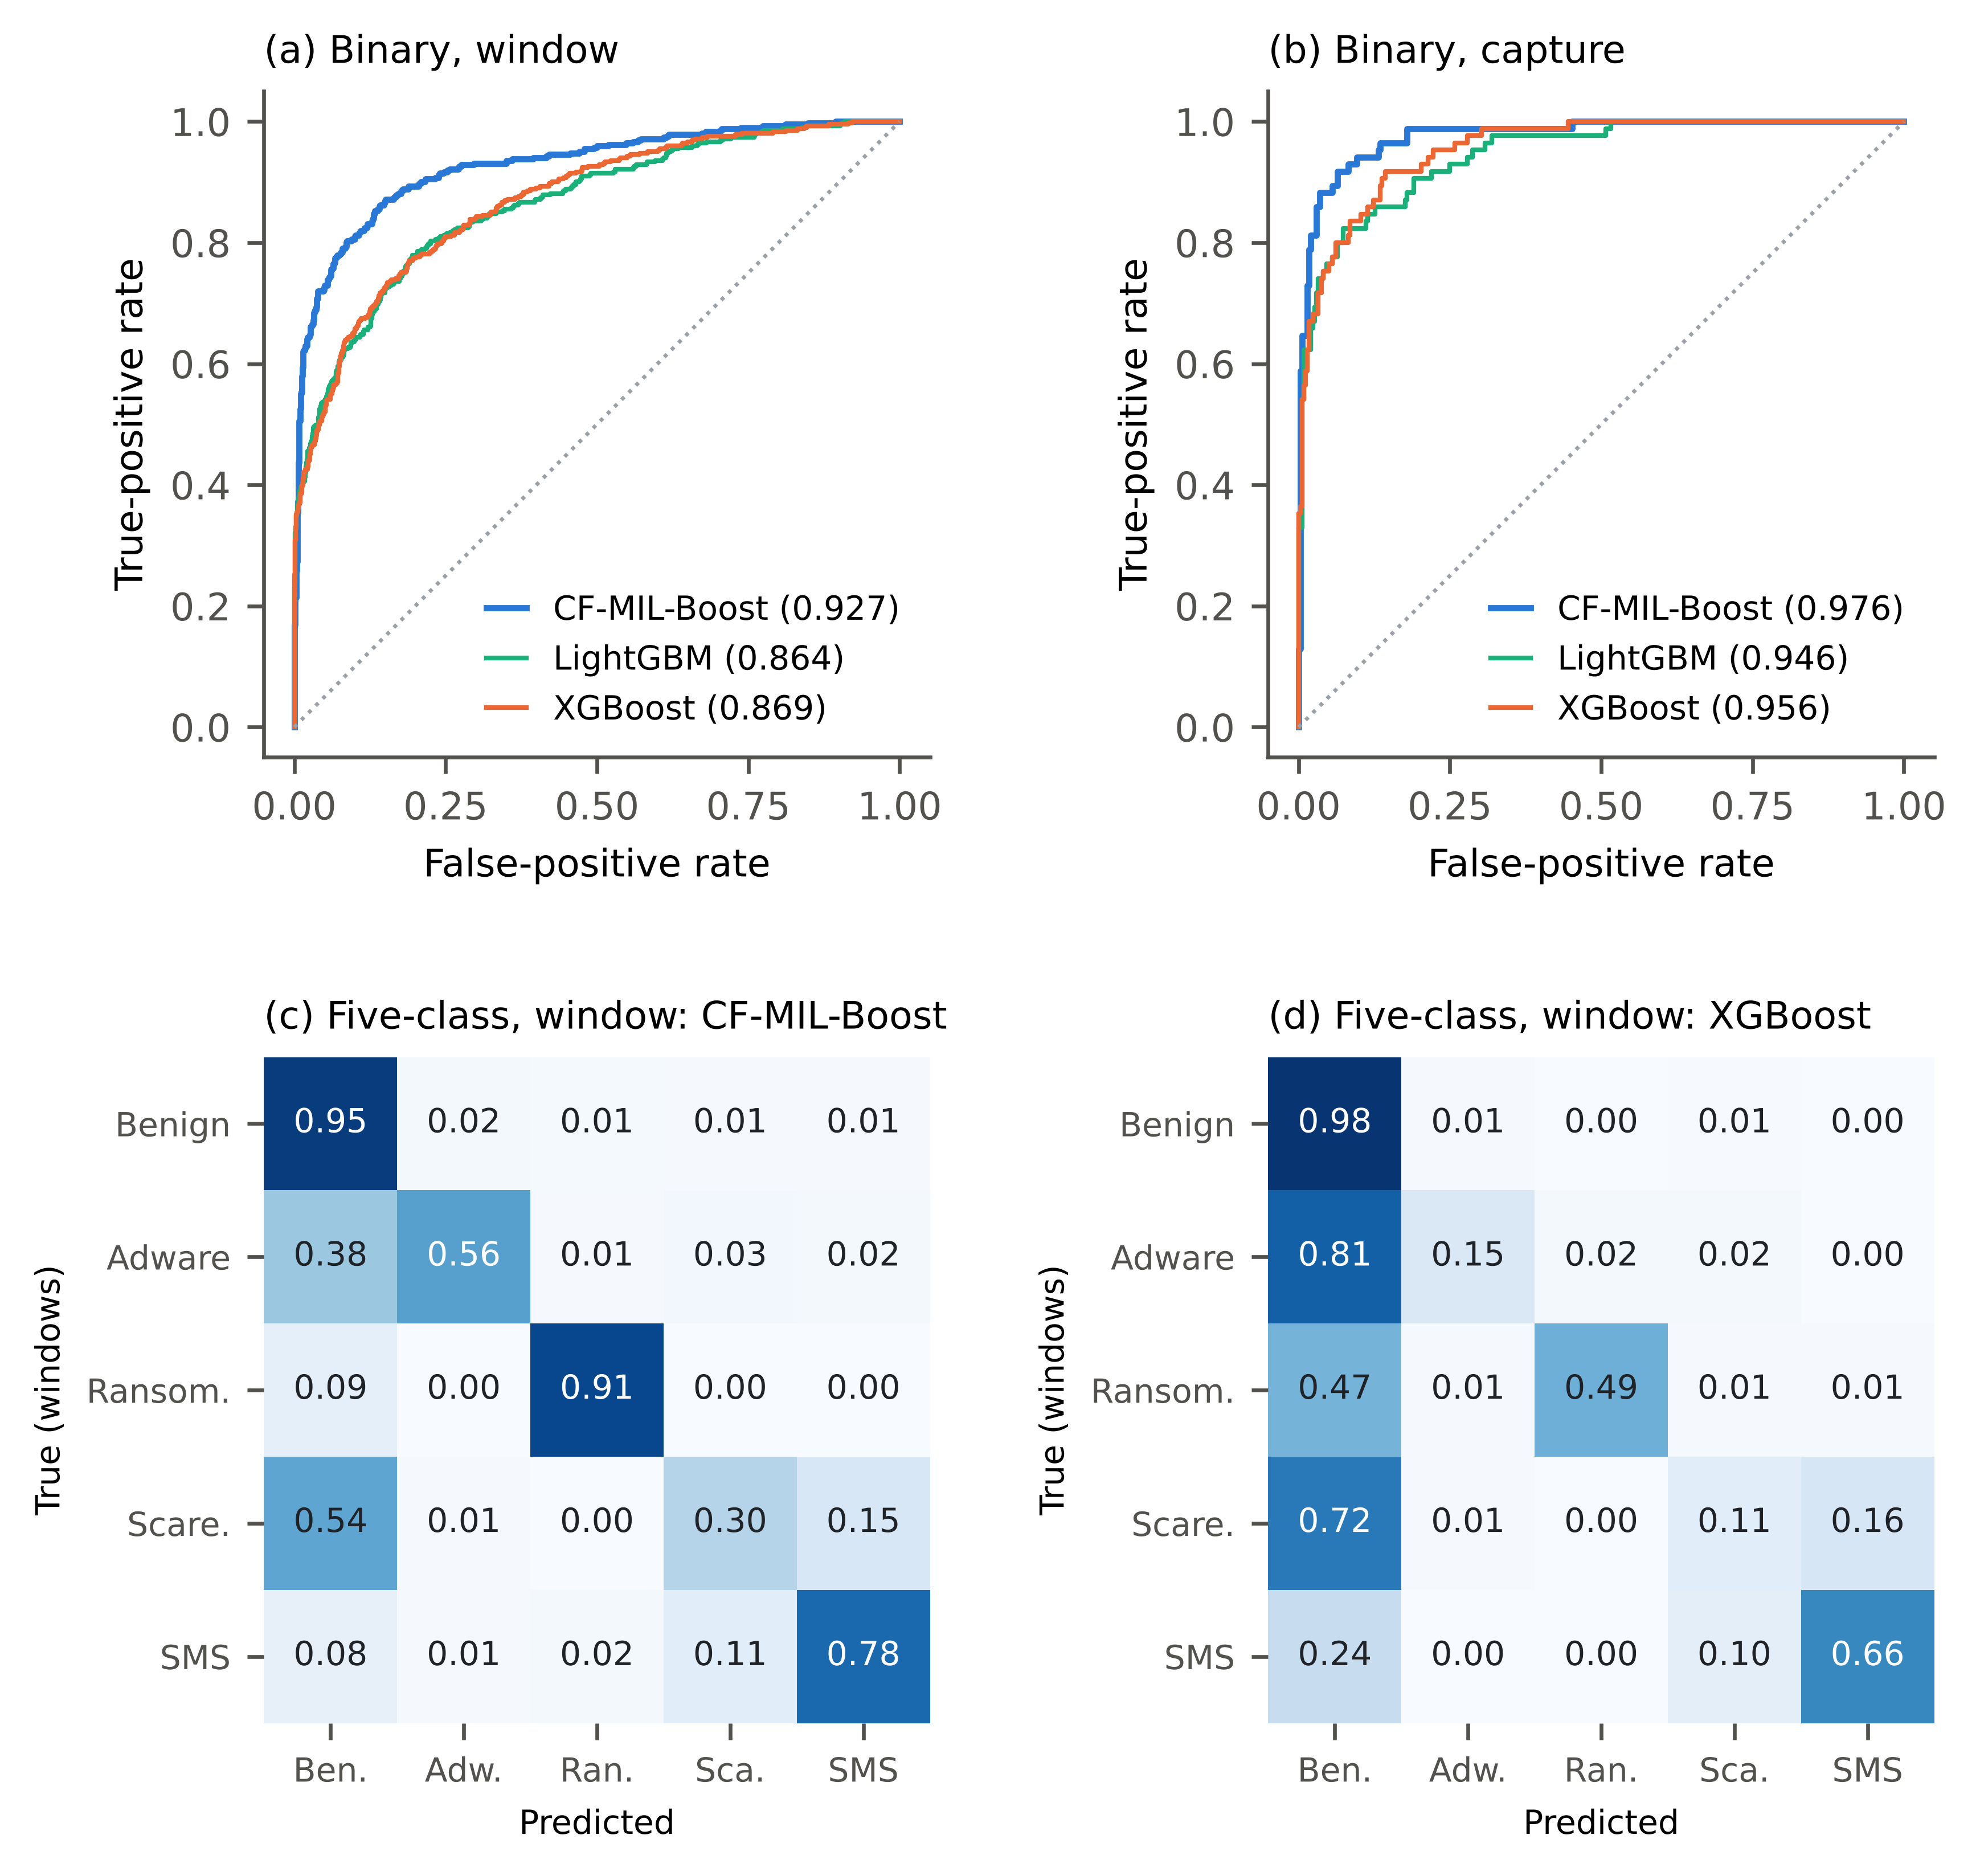 (a) Binary, window
True-positive rate
1.0
0.8
0.6
0.4
0.2
0.0
CF-MIL-Boost (0.927)
LightGBM (0.864)
XGBoost (0.869)
0.00 0.25 0.50 0.75 1.00
False-positive rate
(b) Binary, capture
True-positive rate
1.0
0.8
0.6
0.4
0.2
0.0
CF-MIL-Boost (0.976)
LightGBM (0.946)
XGBoost (0.956)
0.00 0.25 0.50 0.75 1.00
False-positive rate
(c) Five-class, window: CF-MIL-Boost
True (windows)
Benign 0.95 0.02 0.01 0.01 0.01
Adware 0.38 0.56 0.01 0.03 0.02
Ransom. 0.09 0.00 0.91 0.00 0.00
Scare. 0.54 0.01 0.00 0.30 0.15
SMS 0.08 0.01 0.02 0.11 0.78
Ben. Adw. Ran. Sca. SMS
Predicted
(d) Five-class, window: XGBoost
True (windows)
Benign 0.98 0.01 0.00 0.01 0.00
Adware 0.81 0.15 0.02 0.02 0.00
Ransom. 0.47 0.01 0.49 0.01 0.01
Scare. 0.72 0.01 0.00 0.11 0.16
SMS 0.24 0.00 0.00 0.10 0.66
Ben. Adw. Ran. Sca. SMS
Predicted